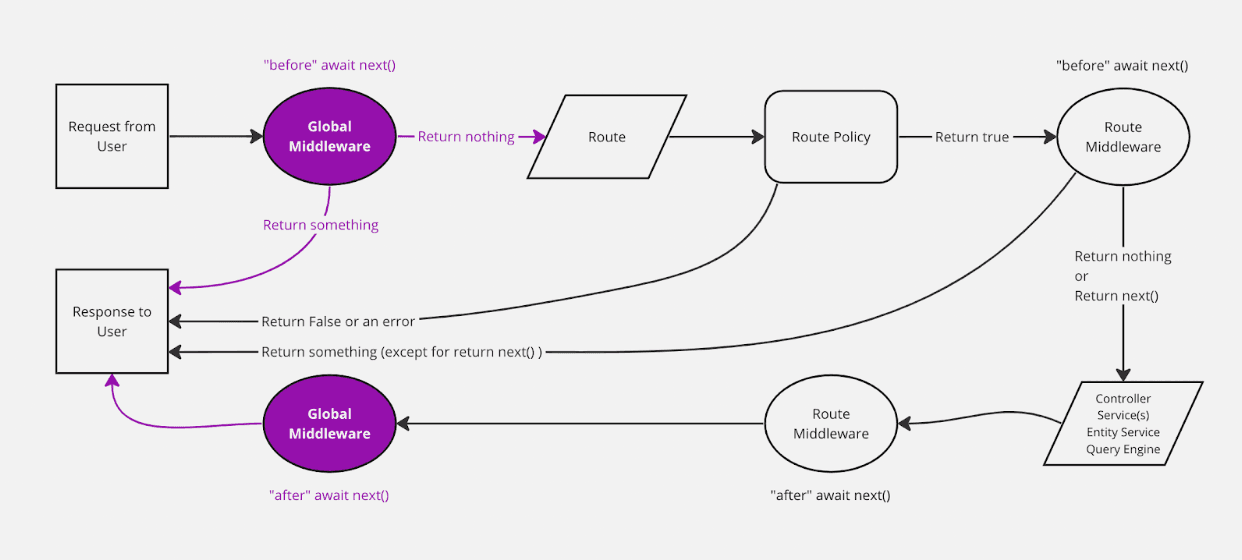 "before" await next()
"before" await next()
Request from
User
Global
Middleware
Return nothing
Route
Route Policy
Return true
Route
Middleware
Return something
Return nothing
or
Return next()
Response to
User
Return False or an error
Return something (except for return next() )
Global
Middleware
Route
Middleware
Controller
Service(s)
Entity Service
Query Engine
"after" await next()
"after" await next()